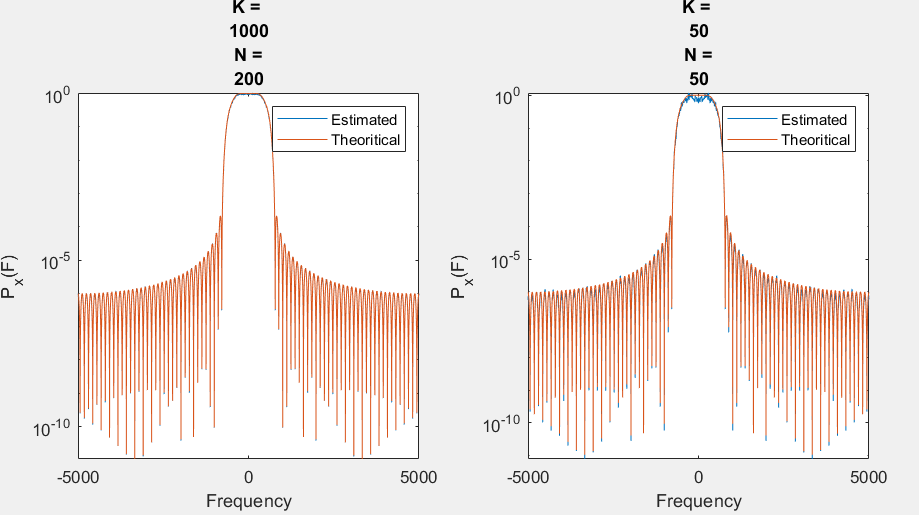 K =
1000
N =
200
10^0
10^-5
10^-10
P_x(F)
-5000
0
5000
Frequency
Estimated
Theoritical
K =
50
N =
50
10^0
10^-5
10^-10
P_x(F)
-5000
0
5000
Frequency
Estimated
Theoritical